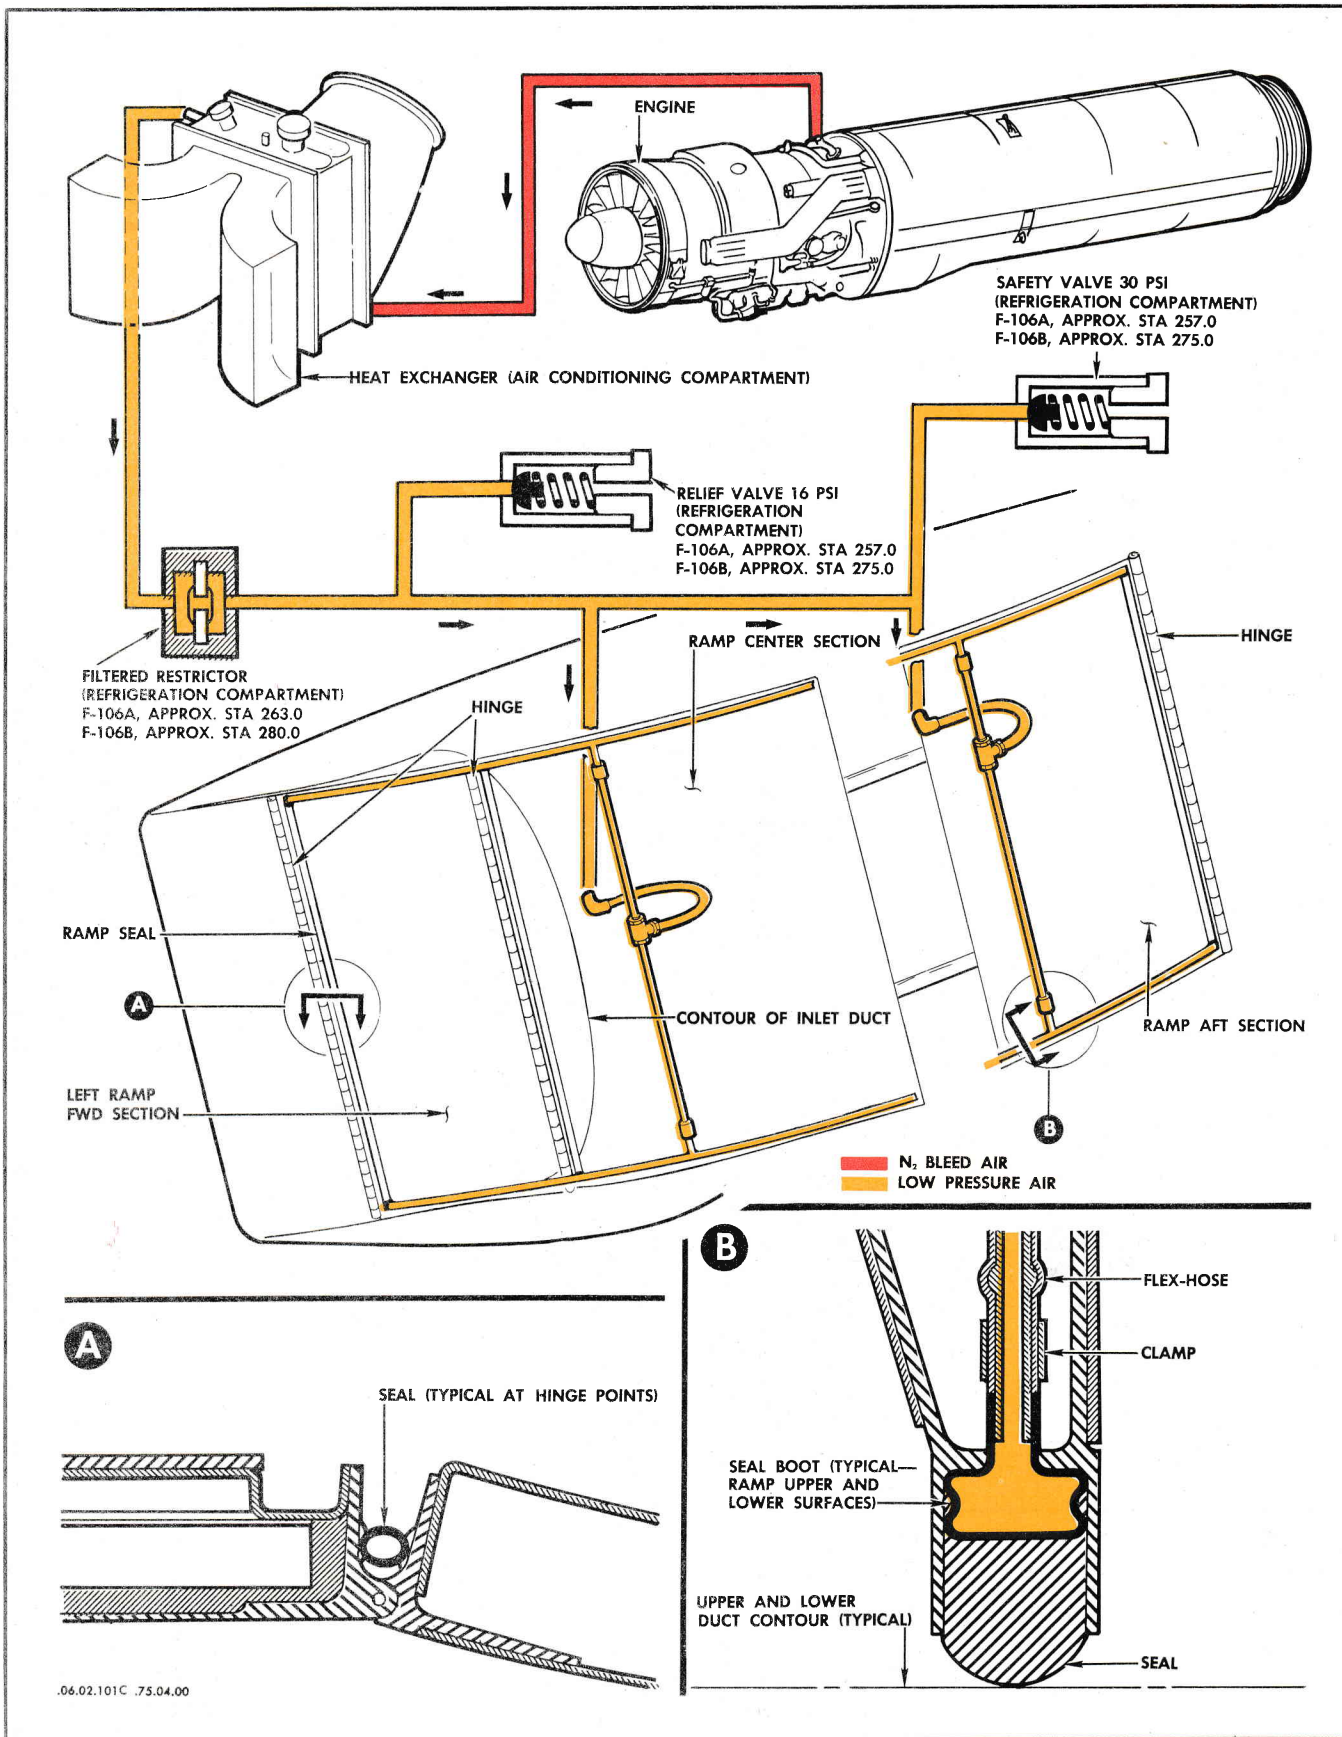 ENGINE
SAFETY VALVE 30 PSI
(REFRIGERATION COMPARTMENT)
F-106A, APPROX. STA 257.0
F-106B, APPROX. STA 275.0
HEAT EXCHANGER (AIR CONDITIONING COMPARTMENT)
RELIEF VALVE 16 PSI
(REFRIGERATION
COMPARTMENT)
F-106A, APPROX. STA 257.0
F-106B, APPROX. STA 275.0
FILTERED RESTRICTOR
(REFRIGERATION COMPARTMENT)
F-106A, APPROX. STA 263.0
F-106B, APPROX. STA 280.0
RAMP CENTER SECTION
HINGE
HINGE
RAMP SEAL
A
CONTOUR OF INLET DUCT
RAMP AFT SECTION
LEFT RAMP
FWD SECTION
B
N₂ BLEED AIR
LOW PRESSURE AIR
A
SEAL (TYPICAL AT HINGE POINTS)
B
FLEX-HOSE
CLAMP
SEAL BOOT (TYPICAL—
RAMP UPPER AND
LOWER SURFACES)
UPPER AND LOWER
DUCT CONTOUR (TYPICAL)
SEAL
.06.02.101C .75.04.00